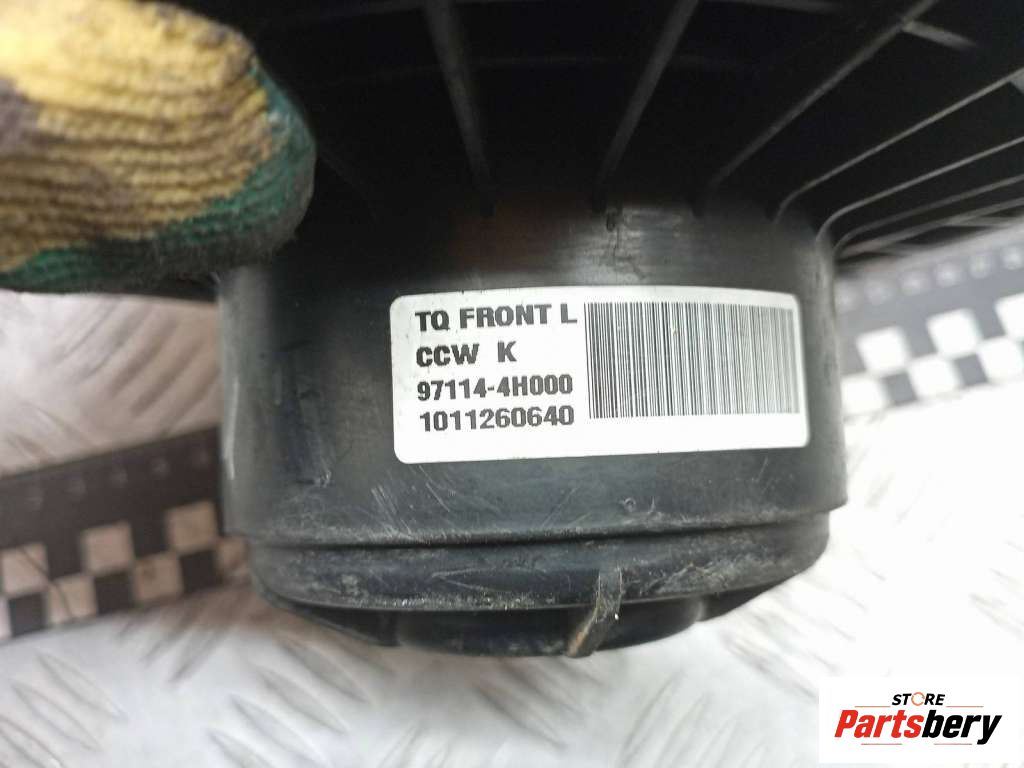 TQ FRONT L
CCW K
97114-4H000
1011260640
STORE
Partsbery